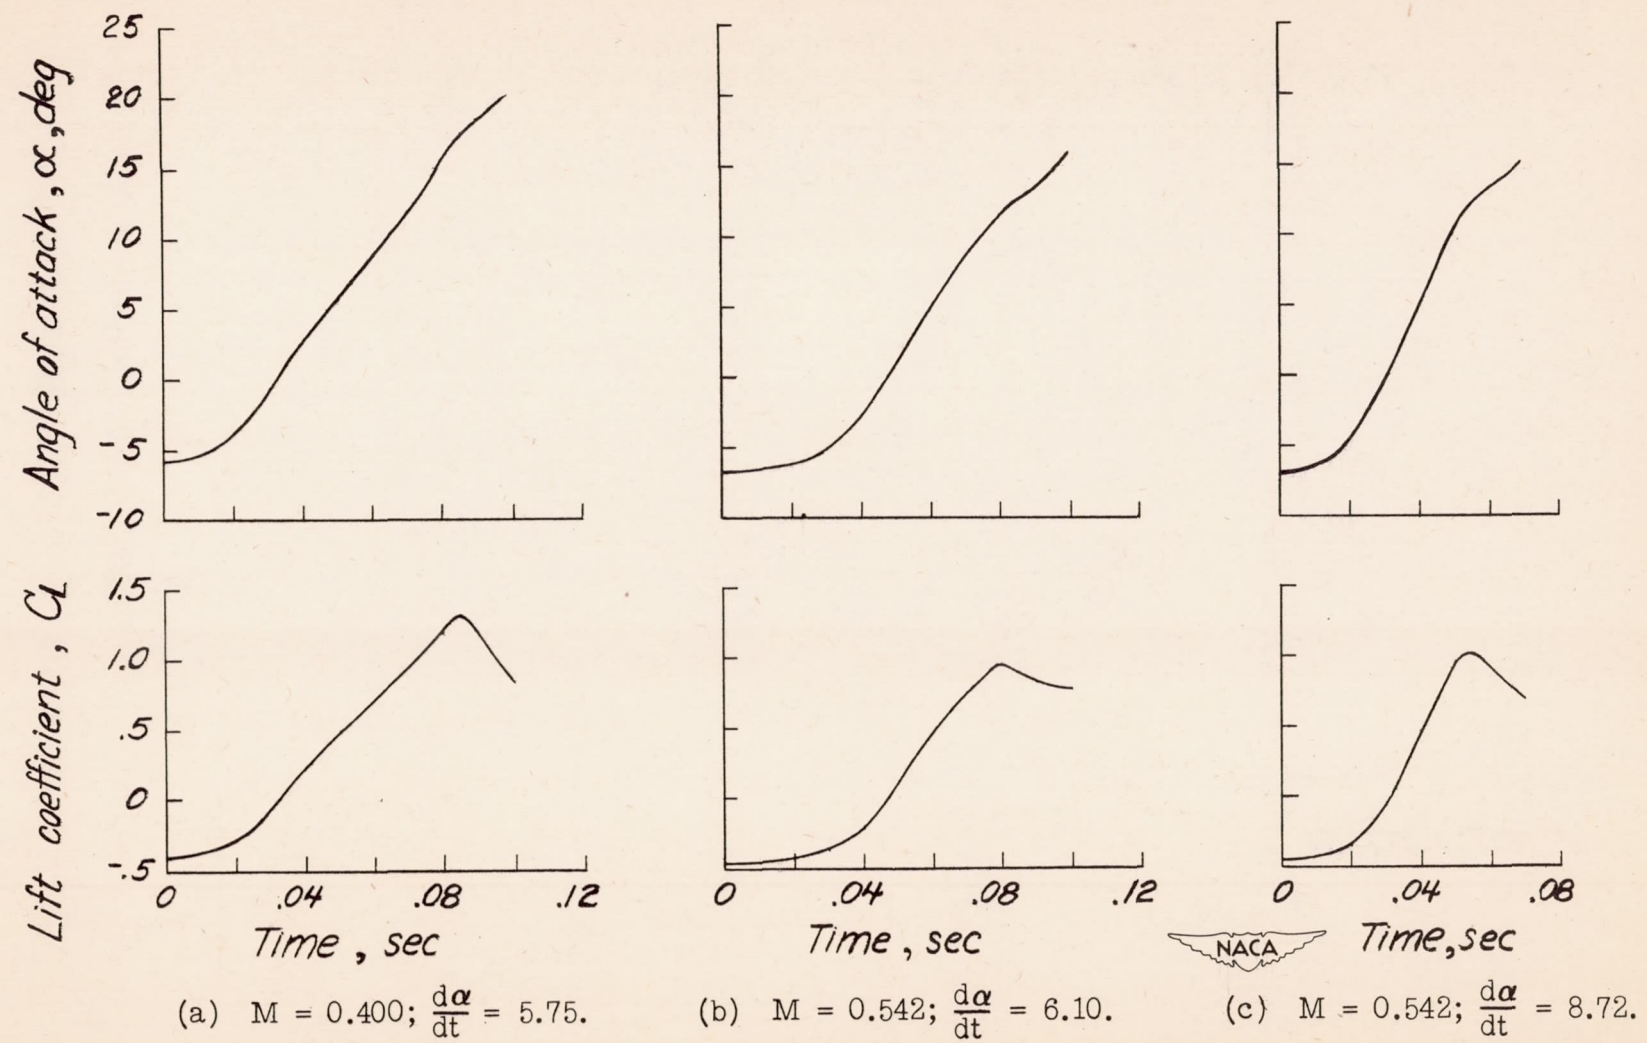 Angle of attack, α, deg
25
20
15
10
5
0
-5
-10
Lift coefficient, CL
1.5
1.0
.5
0
-.5
0 .04 .08 .12
Time, sec
0 .04 .08 .12
Time, sec
0 .04 .08
Time, sec
NACA
(a) M = 0.400; dα/dt = 5.75.
(b) M = 0.542; dα/dt = 6.10.
(c) M = 0.542; dα/dt = 8.72.